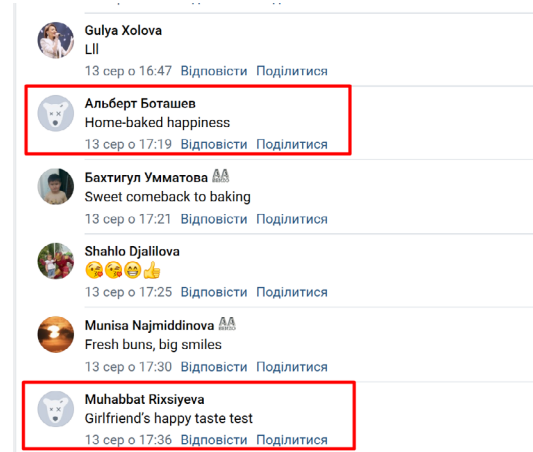 Gulya Xolova
Lll
13 сер о 16:47 Відповісти Поділитися
Альберт Боташев
Home-baked happiness
13 сер о 17:19 Відповісти Поділитися
Бахтигул Умматова
Sweet comeback to baking
13 сер о 17:21 Відповісти Поділитися
Shahlo Djalilova
😘😘😁👍
13 сер о 17:25 Відповісти Поділитися
Munisa Najmiddinova
Fresh buns, big smiles
13 сер о 17:30 Відповісти Поділитися
Muhabbat Rixsiyeva
Girlfriend's happy taste test
13 сер о 17:36 Відповісти Поділитися